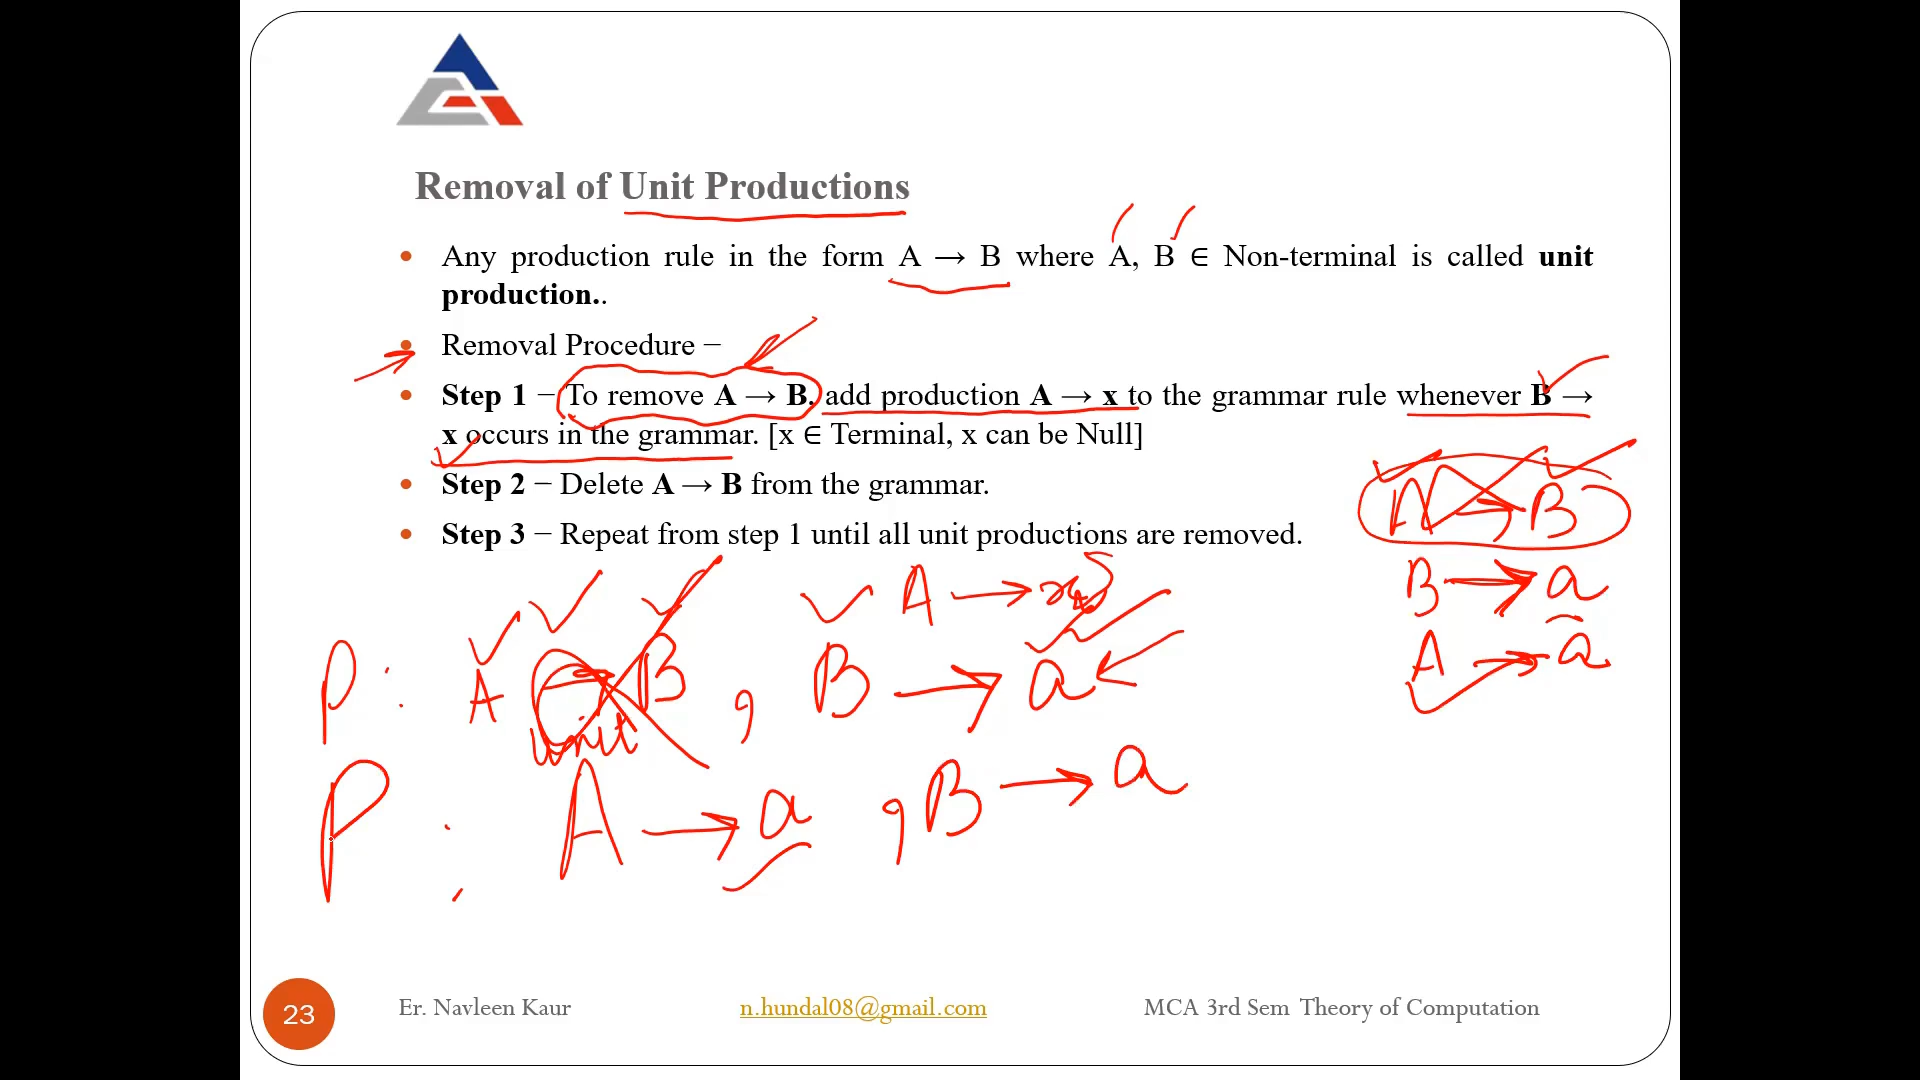 Removal of Unit Productions
• Any production rule in the form A → B where A, B ∈ Non-terminal is called unit
production..
• Removal Procedure −
• Step 1 − To remove A → B, add production A → x to the grammar rule whenever B →
x occurs in the grammar. [x ∈ Terminal, x can be Null]
• Step 2 − Delete A → B from the grammar.
• Step 3 − Repeat from step 1 until all unit productions are removed.
A → B
B → a
A → a
A →
P : A → B , B → a
unit
P : A → a , B → a
23
Er. Navleen Kaur
n.hundal08@gmail.com
MCA 3rd Sem Theory of Computation